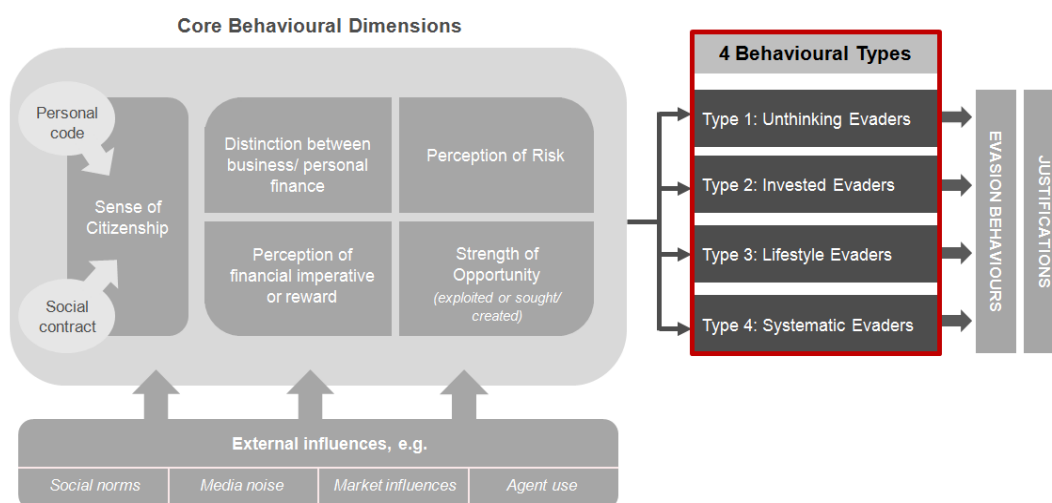 Core Behavioural Dimensions
Personal
code
Sense of
Citizenship
Social
contract
Distinction between
business/ personal
finance
Perception of Risk
Perception of
financial imperative
or reward
Strength of
Opportunity
(exploited or sought/
created)
4 Behavioural Types
Type 1: Unthinking Evaders
Type 2: Invested Evaders
Type 3: Lifestyle Evaders
Type 4: Systematic Evaders
EVASION BEHAVIOURS
JUSTIFICATIONS
External influences, e.g.
Social norms
Media noise
Market influences
Agent use